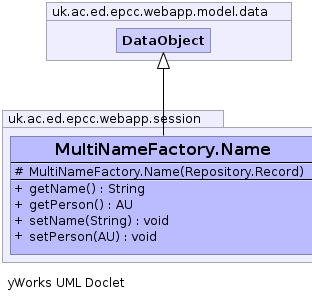 uk.ac.ed.epcc.webapp.model.data
DataObject
uk.ac.ed.epcc.webapp.session
MultiNameFactory.Name
# MultiNameFactory.Name(Repository.Record)
+ getName() : String
+ getPerson() : AU
+ setName(String) : void
+ setPerson(AU) : void
yWorks UML Doclet